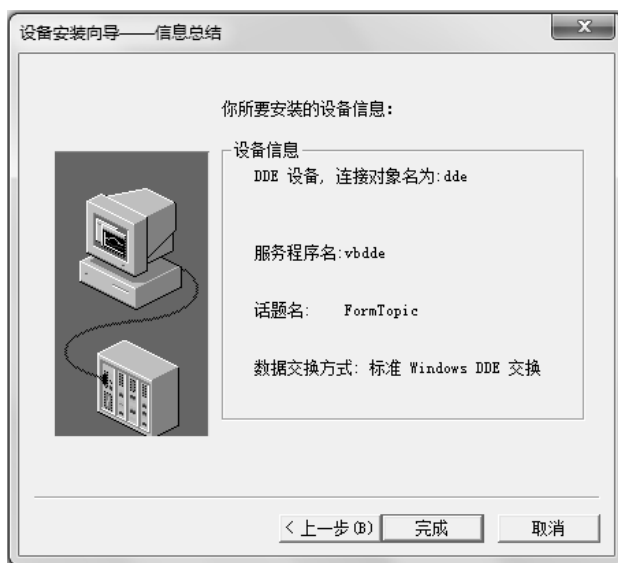 设备安装向导——信息总结
你所要安装的设备信息:
设备信息
DDE 设备, 连接对象名为:dde
服务程序名:vbdde
话题名: FormTopic
数据交换方式: 标准 Windows DDE 交换
< 上一步(B) 完成 取消